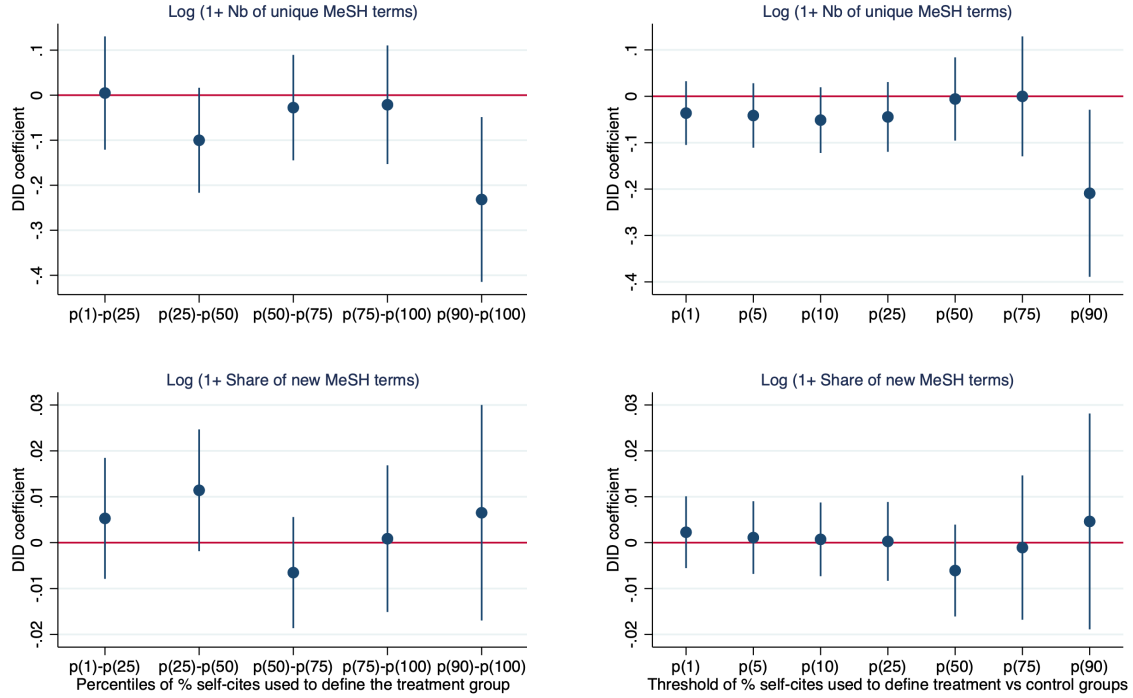 Log (1+ Nb of unique MeSH terms)
DID coefficient
.1
0
-.1
-.2
-.3
-.4
p(1)-p(25) p(25)-p(50) p(50)-p(75) p(75)-p(100) p(90)-p(100)
Log (1+ Nb of unique MeSH terms)
DID coefficient
.1
0
-.1
-.2
-.3
-.4
p(1) p(5) p(10) p(25) p(50) p(75) p(90)
Log (1+ Share of new MeSH terms)
DID coefficient
.03
.02
.01
0
-.01
-.02
p(1)-p(25) p(25)-p(50) p(50)-p(75) p(75)-p(100) p(90)-p(100)
Percentiles of % self-cites used to define the treatment group
Log (1+ Share of new MeSH terms)
DID coefficient
.03
.02
.01
0
-.01
-.02
p(1) p(5) p(10) p(25) p(50) p(75) p(90)
Threshold of % self-cites used to define treatment vs control groups